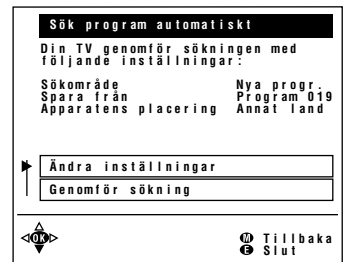 Sök program automatiskt
Din TV genomför sökningen med
följande inställningar:
Sökområde Nya progr.
Spara från Program 019
Apparatens placering Annat land
Ändra inställningar
Genomför sökning
OK
M Tillbaka
E Slut